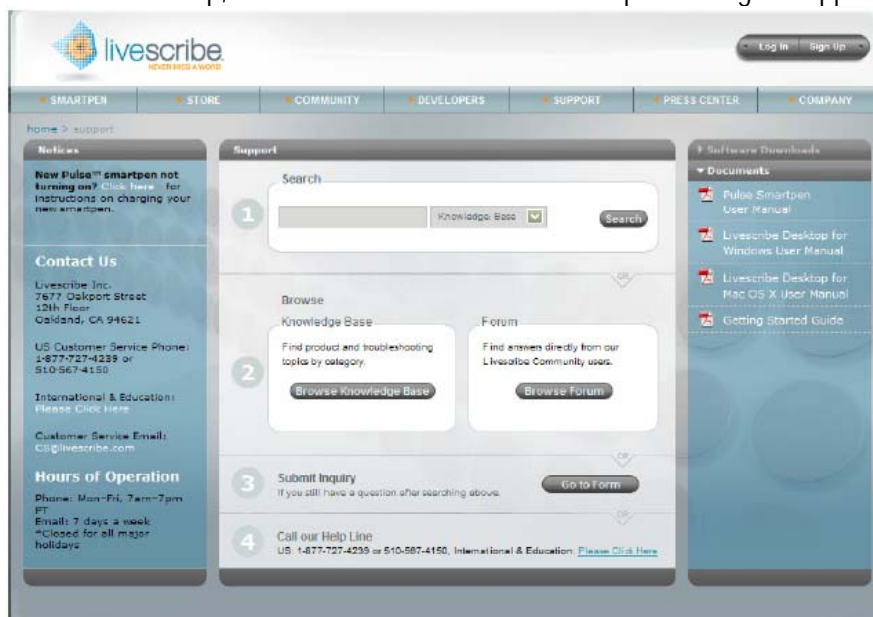 livescribe
NEVER MISS A WORD
Log In Sign Up
SMARTPEN STORE COMMUNITY DEVELOPERS SUPPORT PRESS CENTER COMPANY
home > support
Notices
New Pulse™ smartpen not
turning on? Click here for
instructions on charging your
new smartpen.
Contact Us
Livescribe Inc.
7677 Oakport Street
12th Floor
Oakland, CA 94621
US Customer Service Phone:
1-877-727-4239 or
510-567-4150
International & Education:
Please Click Here
Customer Service Email:
CS@livescribe.com
Hours of Operation
Phone: Mon-Fri, 7am-7pm
PT
Email: 7 days a week
*Closed for all major
holidays
Support
1
Search
Knowledge Base
Search
OR
2
Browse
Knowledge Base
Find product and troubleshooting
topics by category.
Browse Knowledge Base
Forum
Find answers directly from our
Livescribe Community users.
Browse Forum
OR
3
Submit Inquiry
If you still have a question after searching above.
Go to Form
OR
4
Call our Help Line
US: 1-877-727-4239 or 510-567-4150, International & Education: Please Click Here
Software Downloads
Documents
Pulse Smartpen
User Manual
Livescribe Desktop for
Windows User Manual
Livescribe Desktop for
Mac OS X User Manual
Getting Started Guide